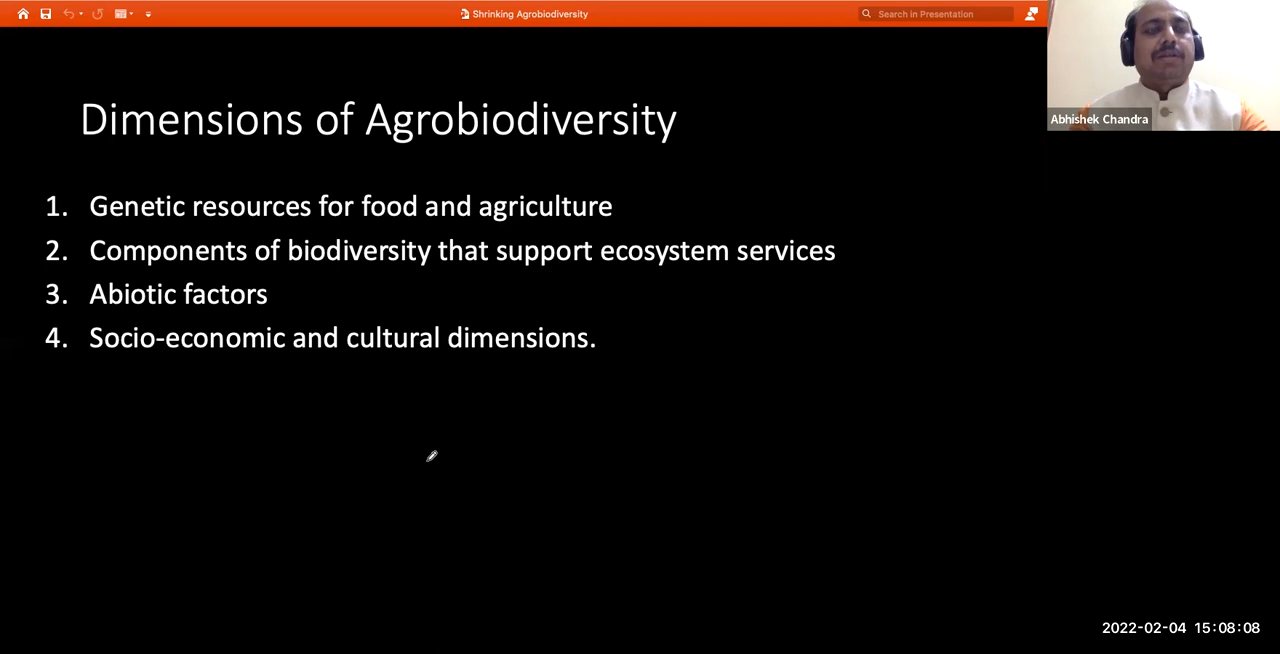 Shrinking Agrobiodiversity
Search in Presentation
Abhishek Chandra
Dimensions of Agrobiodiversity
1. Genetic resources for food and agriculture
2. Components of biodiversity that support ecosystem services
3. Abiotic factors
4. Socio-economic and cultural dimensions.
2022-02-04 15:08:08